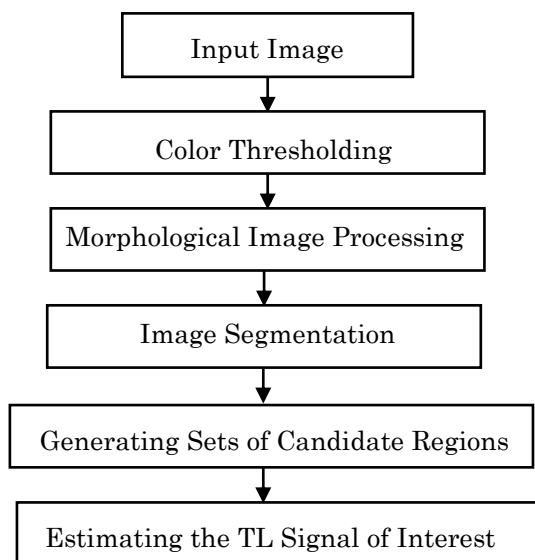 Input Image
Color Thresholding
Morphological Image Processing
Image Segmentation
Generating Sets of Candidate Regions
Estimating the TL Signal of Interest